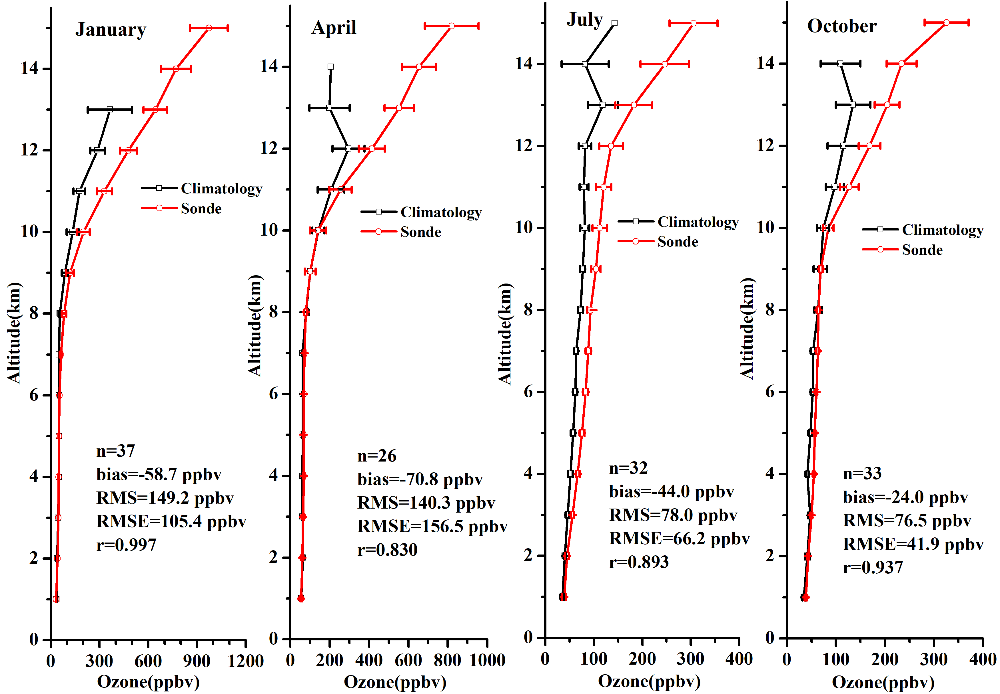 January
14
12
10
8
6
4
2
0
Altitude(km)
Climatology
Sonde
n=37
bias=-58.7 ppbv
RMS=149.2 ppbv
RMSE=105.4 ppbv
r=0.997
0 300 600 900 1200
Ozone(ppbv)
April
14
12
10
8
6
4
2
0
Altitude(km)
Climatology
Sonde
n=26
bias=-70.8 ppbv
RMS=140.3 ppbv
RMSE=156.5 ppbv
r=0.830
0 200 400 600 800 1000
Ozone(ppbv)
July
14
12
10
8
6
4
2
0
Altitude(km)
Climatology
Sonde
n=32
bias=-44.0 ppbv
RMS=78.0 ppbv
RMSE=66.2 ppbv
r=0.893
0 100 200 300 400
Ozone(ppbv)
October
14
12
10
8
6
4
2
0
Altitude(km)
Climatology
Sonde
n=33
bias=-24.0 ppbv
RMS=76.5 ppbv
RMSE=41.9 ppbv
r=0.937
0 100 200 300 400
Ozone(ppbv)